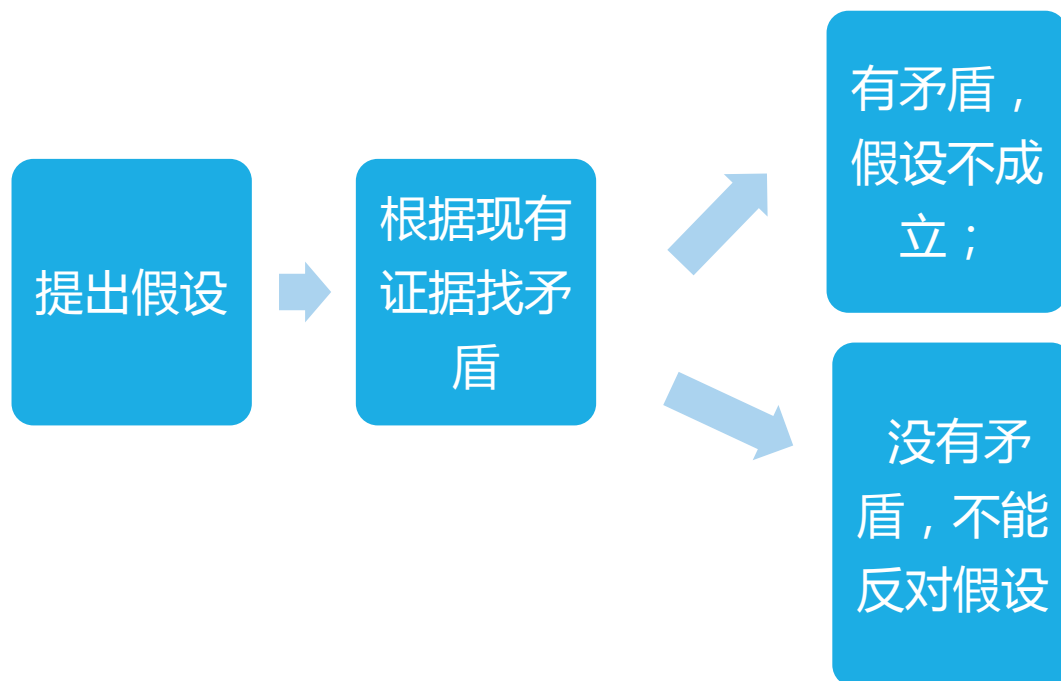 提出假设
根据现有
证据找矛
盾
有矛盾，
假设不成
立；
没有矛
盾，不能
反对假设